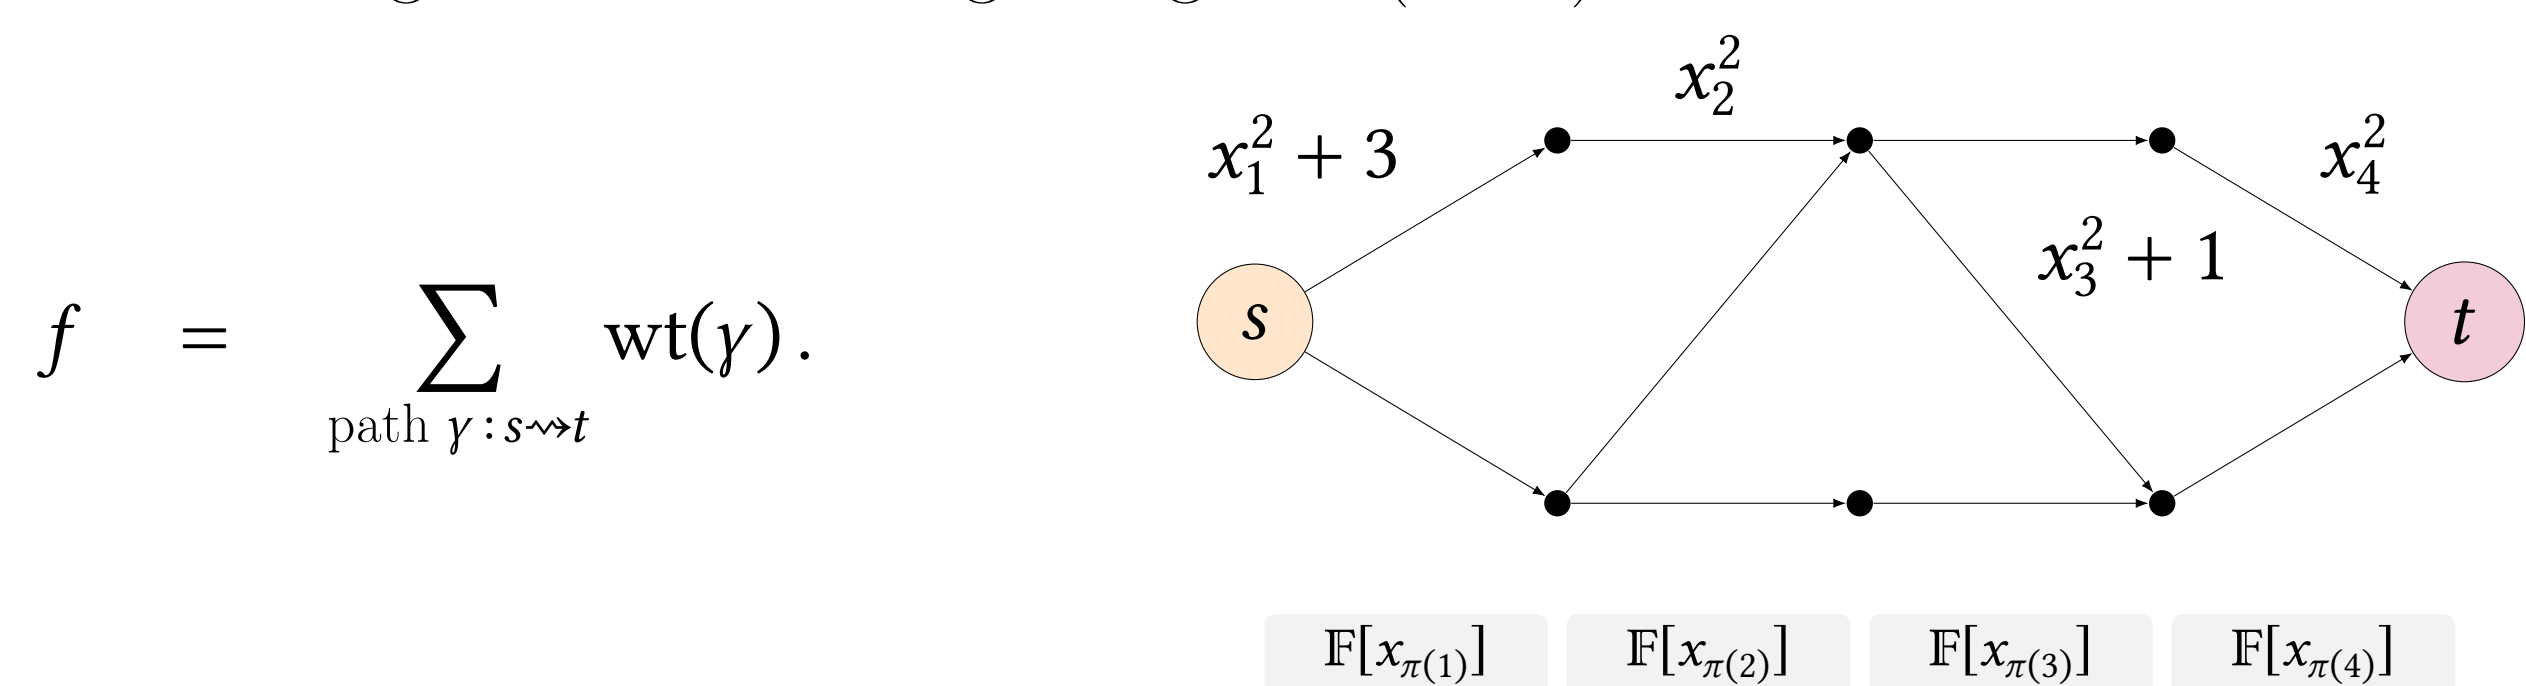 f = ∑ wt(γ) .
path γ : s⇝t
x_2^2
x_1^2 + 3
x_4^2
x_3^2 + 1
s
t
𝔽[x_{π(1)}] 𝔽[x_{π(2)}] 𝔽[x_{π(3)}] 𝔽[x_{π(4)}]